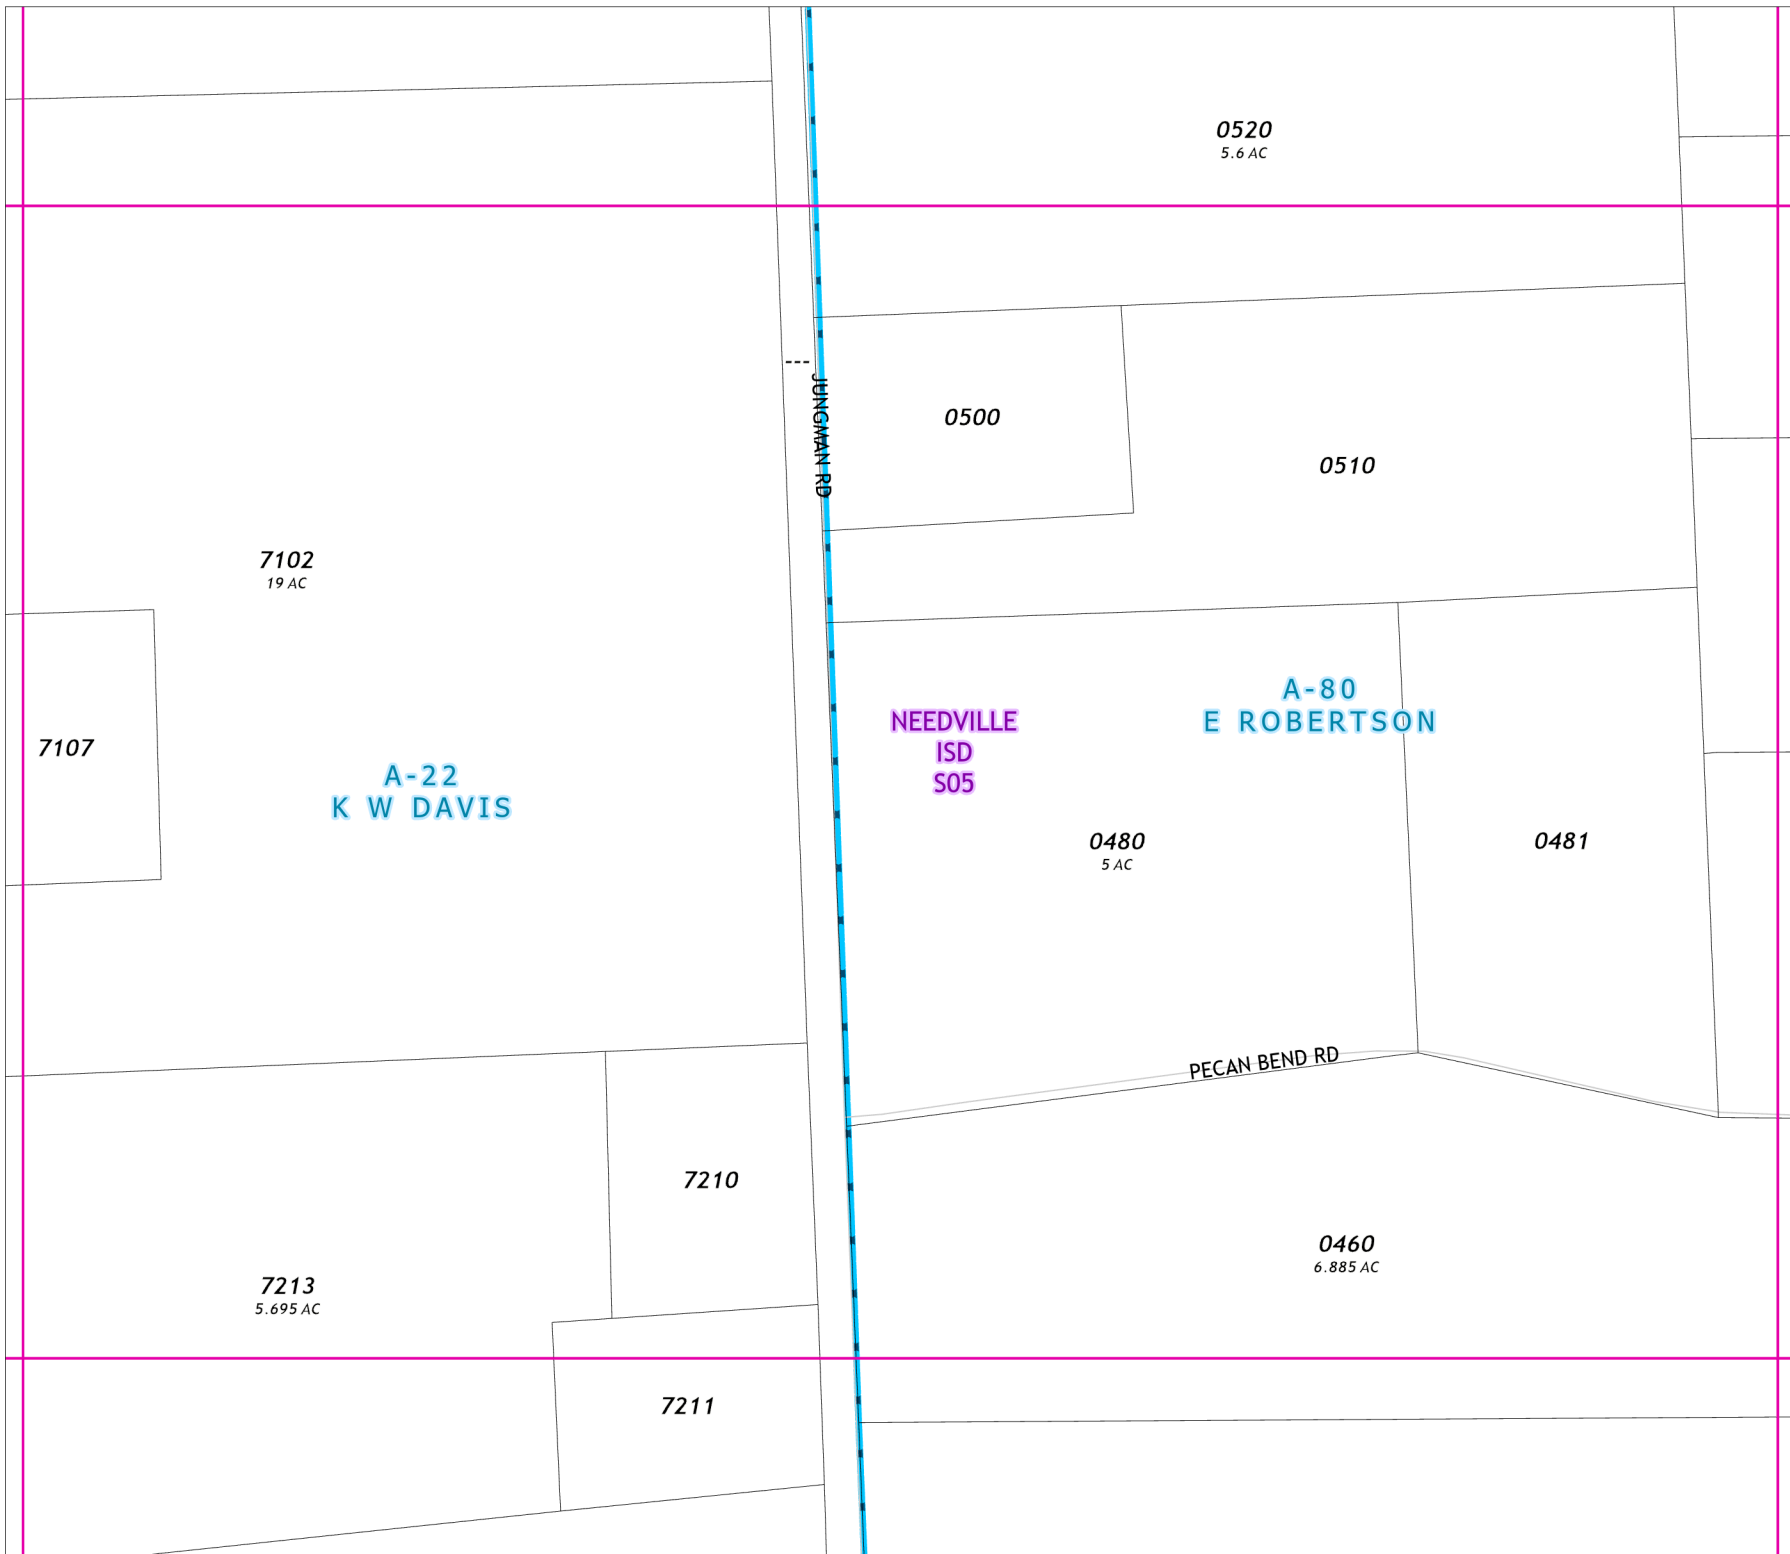 0520
5.6 AC
0500
0510
JUNGMAN RD
7102
19 AC
7107
A-22
K W DAVIS
NEEDVILLE
ISD
S05
A-80
E ROBERTSON
0480
5 AC
0481
PECAN BEND RD
7210
7213
5.695 AC
0460
6.885 AC
7211